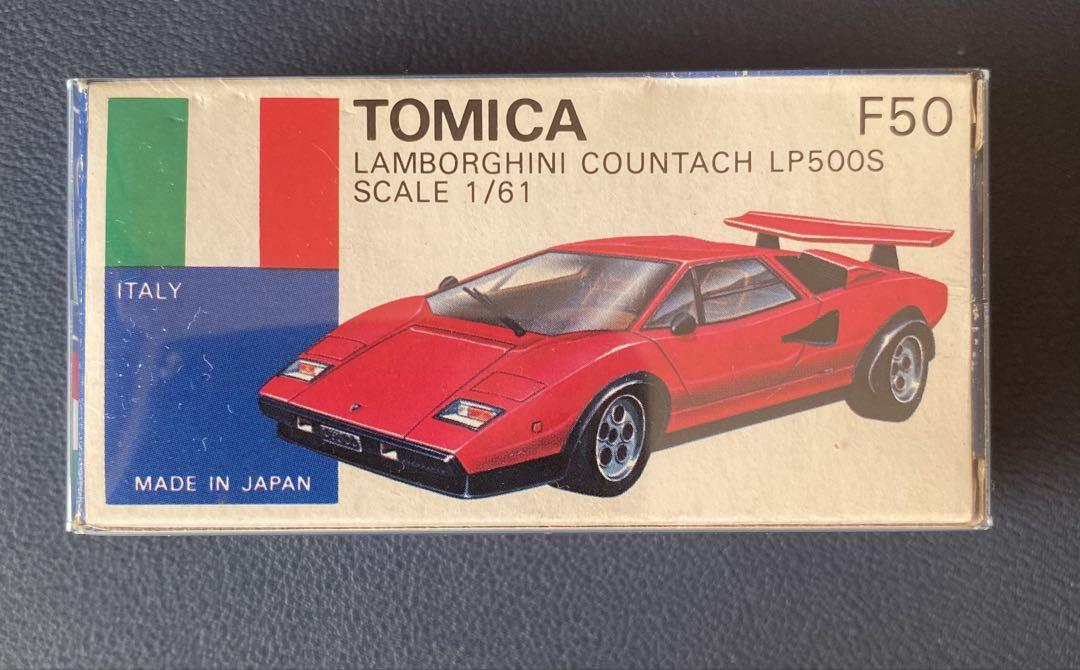 TOMICA
F50
LAMBORGHINI COUNTACH LP500S
SCALE 1/61
ITALY
MADE IN JAPAN